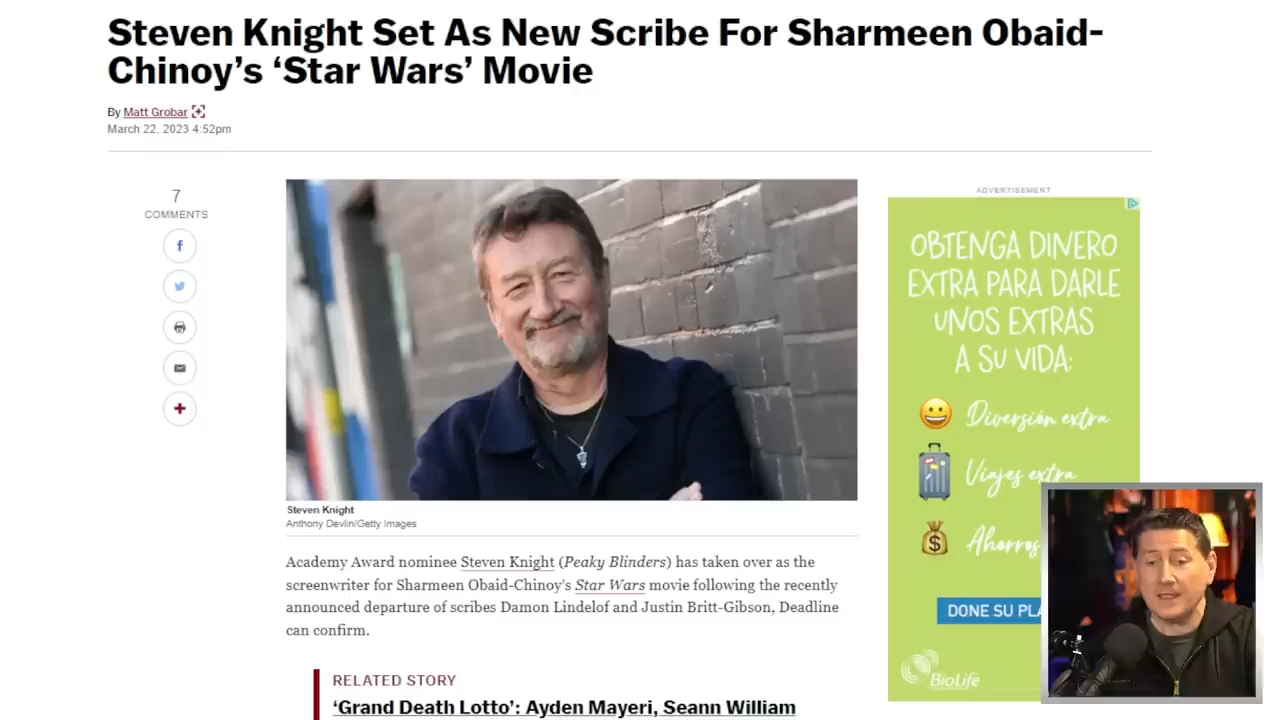 Steven Knight Set As New Scribe For Sharmeen Obaid-
Chinoy’s ‘Star Wars’ Movie
By Matt Grobar
March 22, 2023 4:52pm
7
COMMENTS
Steven Knight
Anthony Devlin/Getty Images
Academy Award nominee Steven Knight (Peaky Blinders) has taken over as the
screenwriter for Sharmeen Obaid-Chinoy’s Star Wars movie following the recently
announced departure of scribes Damon Lindelof and Justin Britt-Gibson, Deadline
can confirm.
RELATED STORY
‘Grand Death Lotto’: Ayden Mayeri, Seann William
ADVERTISEMENT
OBTENGA DINERO
EXTRA PARA DARLE
UNOS EXTRAS
A SU VIDA:
Diversión extra
Viajes extra
Ahorros
DONE SU PLA
BioLife